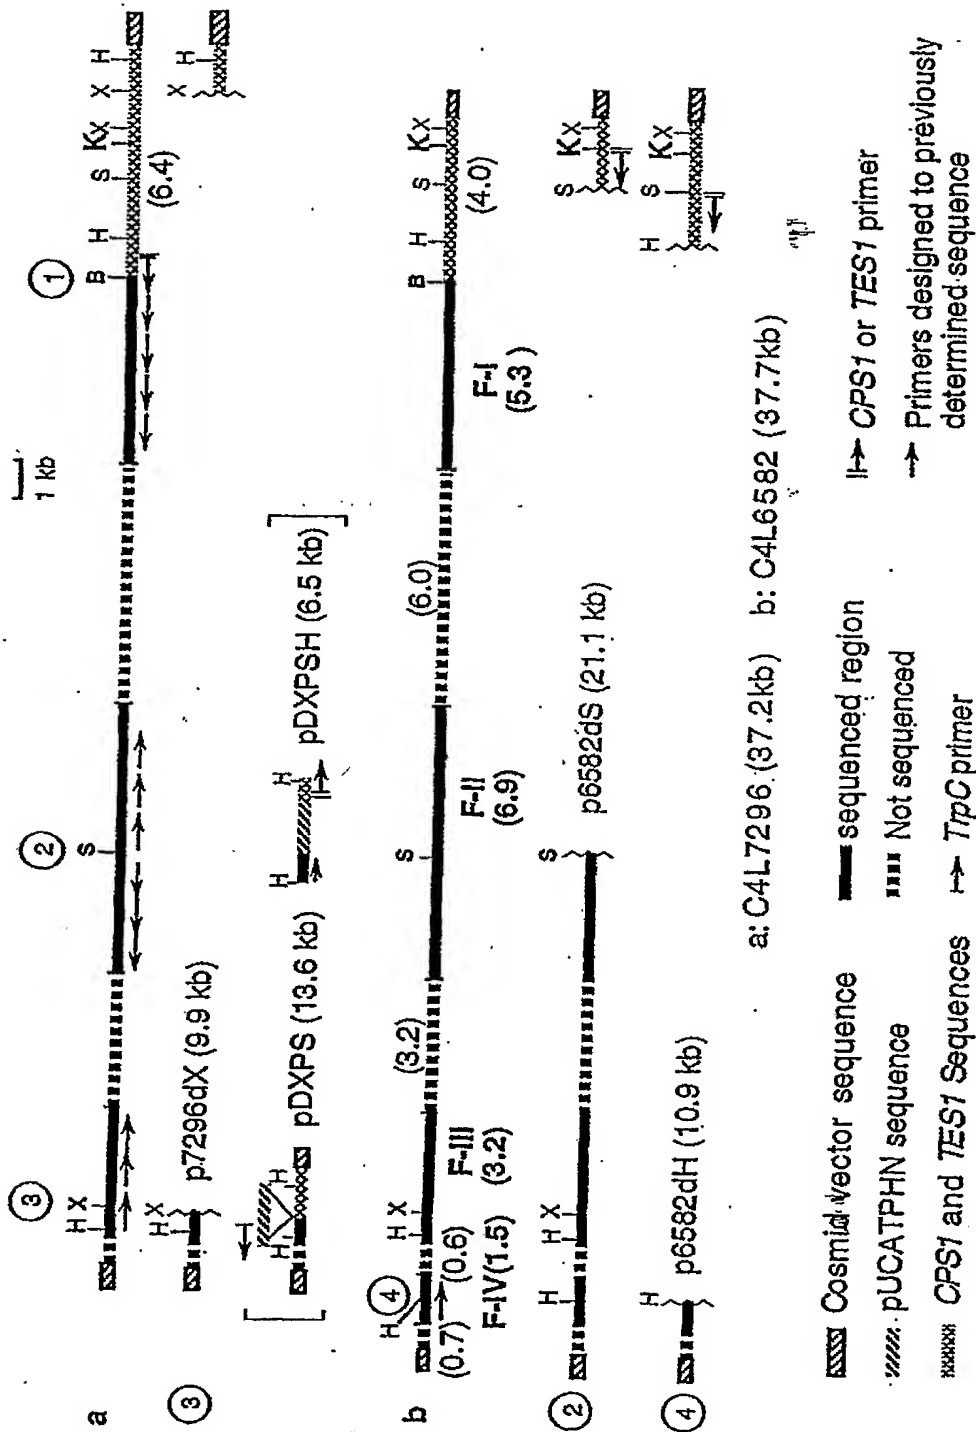 1 kb
a
3
2
1
H X
S
B H S K X X H
(6.4)
3
H X
p7296dX (9.9 kb)
X H
H H
pDXPS (13.6 kb)
H H
pDXPSH (6.5 kb)
b
4
H
H X
S
B H S K X
(0.7) (0.6)
(3.2)
(6.0)
(4.0)
F-IV (1.5)
F-III
(3.2)
F-II
(6.9)
F-I
(5.3)
2
H H X
S
p6582dS (21.1 kb)
S K X
4
H
p6582dH (10.9 kb)
H S K X
a: C4L7296 (37.2kb) b: C4L6582 (37.7kb)
Cosmid vector sequence
sequenced region
CPS1 or TES1 primer
pUCATPHN sequence
Not sequenced
Primers designed to previously
determined sequence
CPS1 and TES1 Sequences
TrpC primer